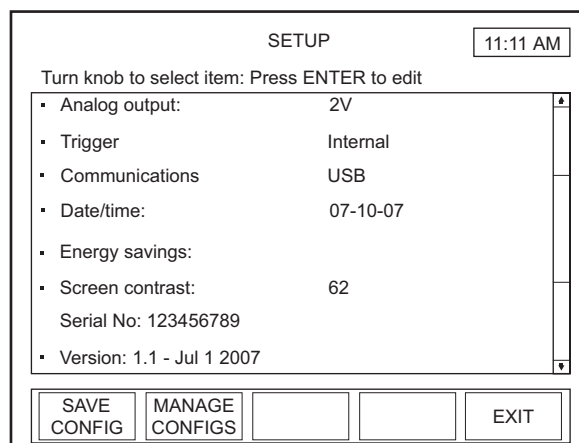 SETUP 11:11 AM
Turn knob to select item: Press ENTER to edit
▪ Analog output: 2V
▪ Trigger Internal
▪ Communications USB
▪ Date/time: 07-10-07
▪ Energy savings:
▪ Screen contrast: 62
Serial No: 123456789
▪ Version: 1.1 - Jul 1 2007
SAVE CONFIG MANAGE CONFIGS EXIT